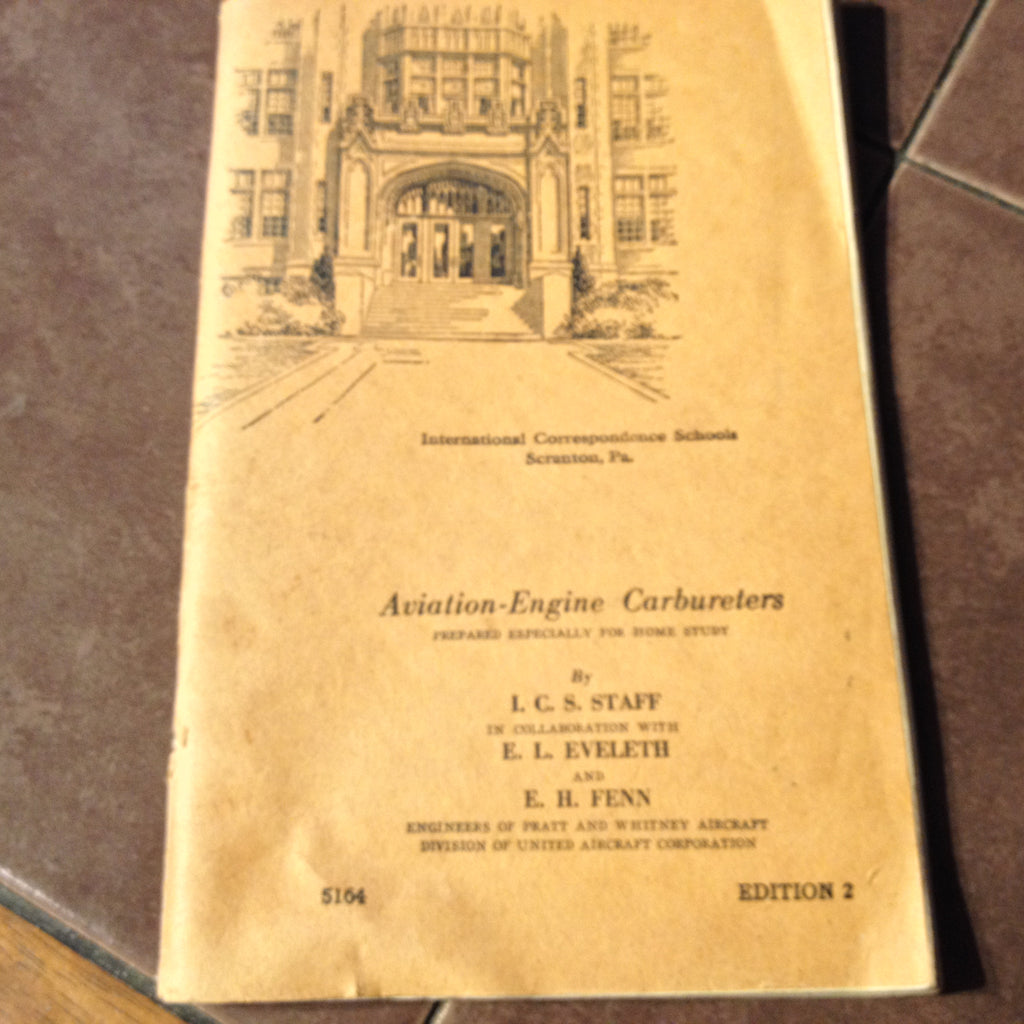 International Correspondence Schools
Scranton, Pa.
Aviation-Engine Carbureters
PREPARED ESPECIALLY FOR HOME STUDY
By
I. C. S. STAFF
IN COLLABORATION WITH
E. L. EVELETH
AND
E. H. FENN
ENGINEERS OF PRATT AND WHITNEY AIRCRAFT
DIVISION OF UNITED AIRCRAFT CORPORATION
5164 EDITION 2